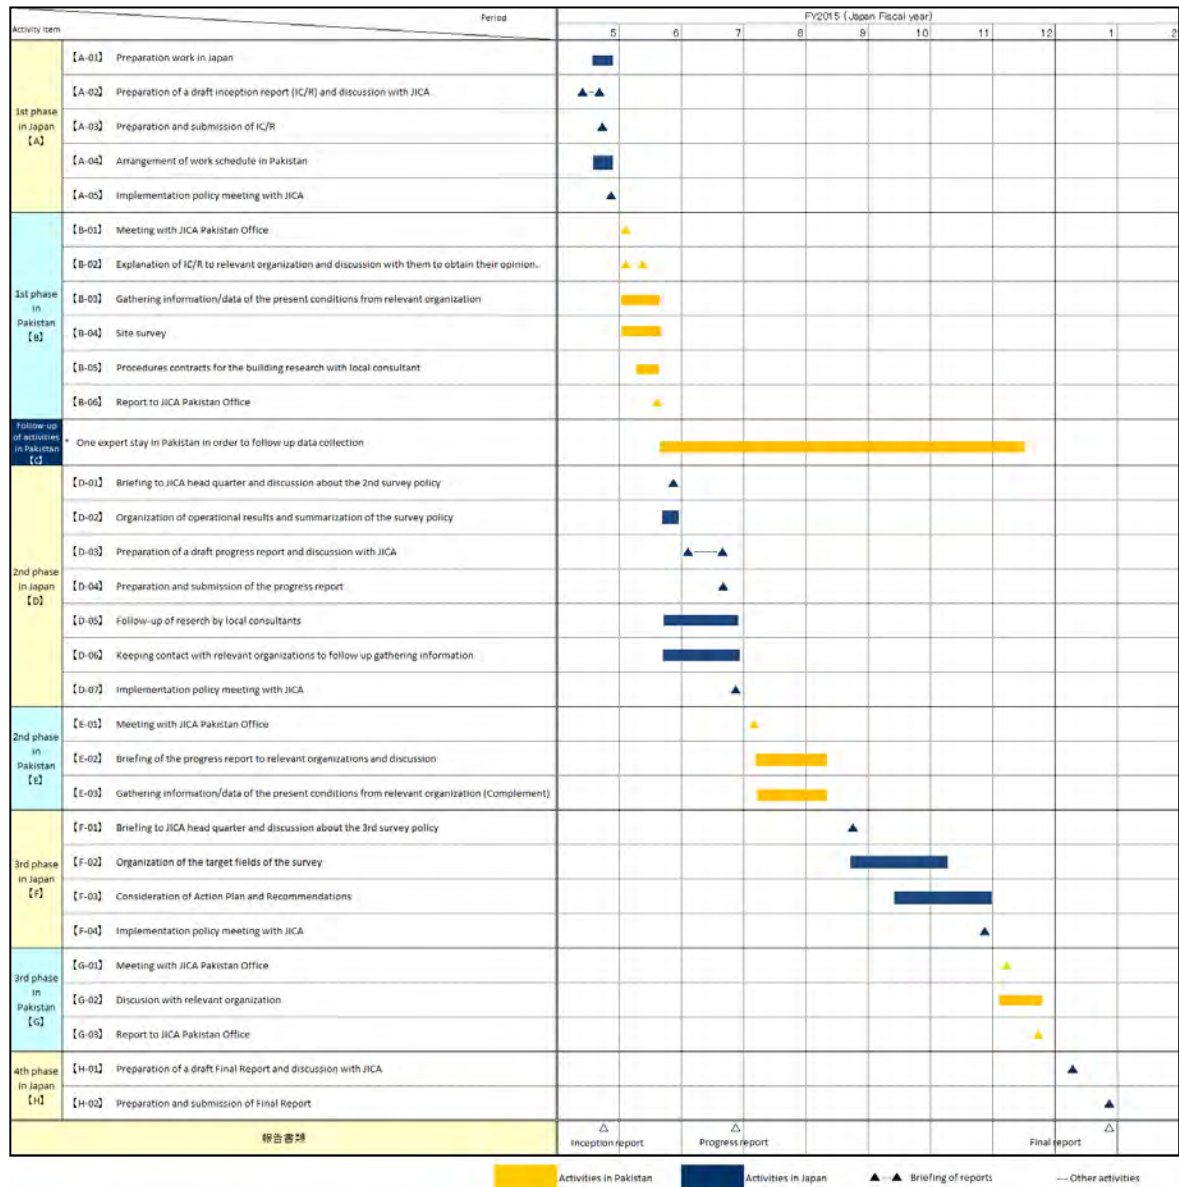 Period
FY2015 (Japan Fiscal year)
Activity item
5 6 7 8 9 10 11 12 1 2
1st phase
in Japan
【A】
【A-01】 Preparation work in Japan
【A-02】 Preparation of a draft inception report (IC/R) and discussion with JICA
【A-03】 Preparation and submission of IC/R
【A-04】 Arrangement of work schedule in Pakistan
【A-05】 Implementation policy meeting with JICA
1st phase
in
Pakistan
【B】
【B-01】 Meeting with JICA Pakistan Office
【B-02】 Explanation of IC/R to relevant organization and discussion with them to obtain their opinion.
【B-03】 Gathering information/data of the present conditions from relevant organization
【B-04】 Site survey
【B-05】 Procedures contracts for the building research with local consultant
【B-06】 Report to JICA Pakistan Office
Follow-up
of activities
in Pakistan
【C】
* One expert stay in Pakistan in order to follow up data collection
2nd phase
in Japan
【D】
【D-01】 Briefing to JICA head quarter and discussion about the 2nd survey policy
【D-02】 Organization of operational results and summarization of the survey policy
【D-03】 Preparation of a draft progress report and discussion with JICA
【D-04】 Preparation and submission of the progress report
【D-05】 Follow-up of reserch by local consultants
【D-06】 Keeping contact with relevant organizations to follow up gathering information
【D-07】 Implementation policy meeting with JICA
2nd phase
in
Pakistan
【E】
【E-01】 Meeting with JICA Pakistan Office
【E-02】 Briefing of the progress report to relevant organizations and discussion
【E-03】 Gathering information/data of the present conditions from relevant organization (Complement)
3rd phase
in Japan
【F】
【F-01】 Briefing to JICA head quarter and discussion about the 3rd survey policy
【F-02】 Organization of the target fields of the survey
【F-03】 Consideration of Action Plan and Recommendations
【F-04】 Implementation policy meeting with JICA
3rd phase
in
Pakistan
【G】
【G-01】 Meeting with JICA Pakistan Office
【G-02】 Discusion with relevant organization
【G-03】 Report to JICA Pakistan Office
4th phase
in Japan
【H】
【H-01】 Preparation of a draft Final Report and discussion with JICA
【H-02】 Preparation and submission of Final Report
報告書類
Inception report
Progress report
Final report
Activities in Pakistan
Activities in Japan
▲--▲ Briefing of reports
--- Other activities